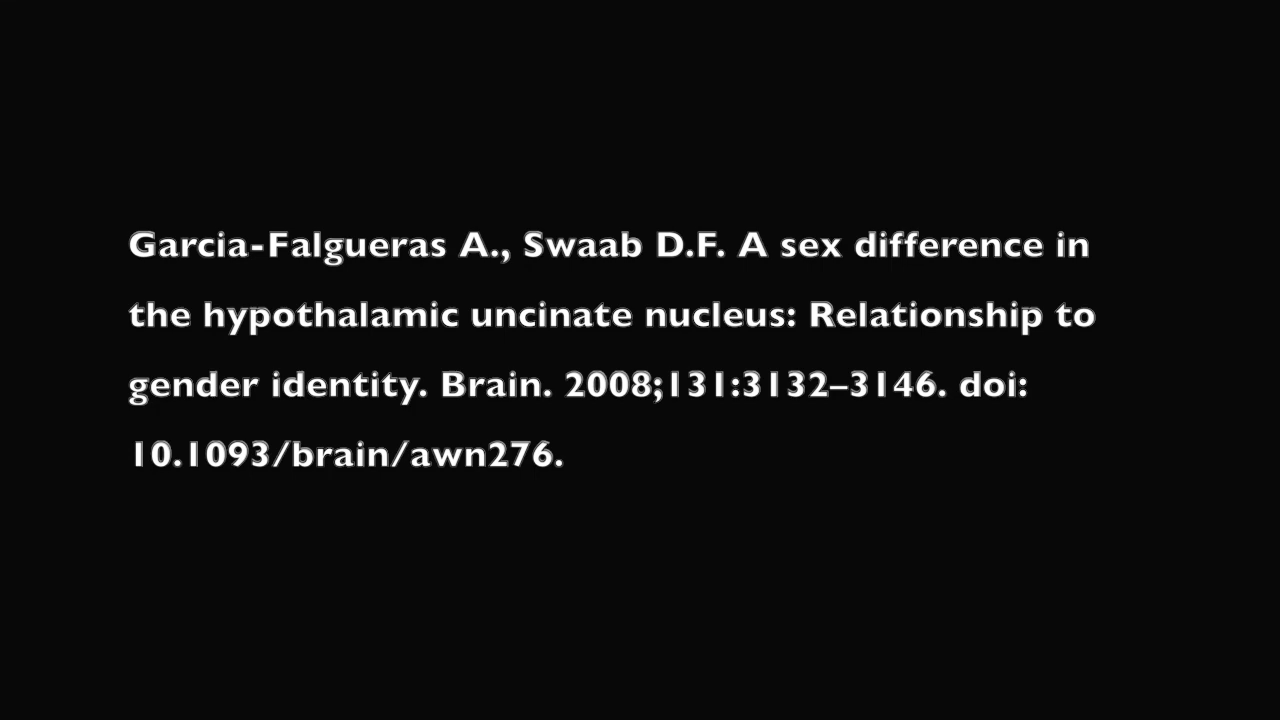 Garcia-Falgueras A., Swaab D.F. A sex difference in
the hypothalamic uncinate nucleus: Relationship to
gender identity. Brain. 2008;131:3132–3146. doi:
10.1093/brain/awn276.